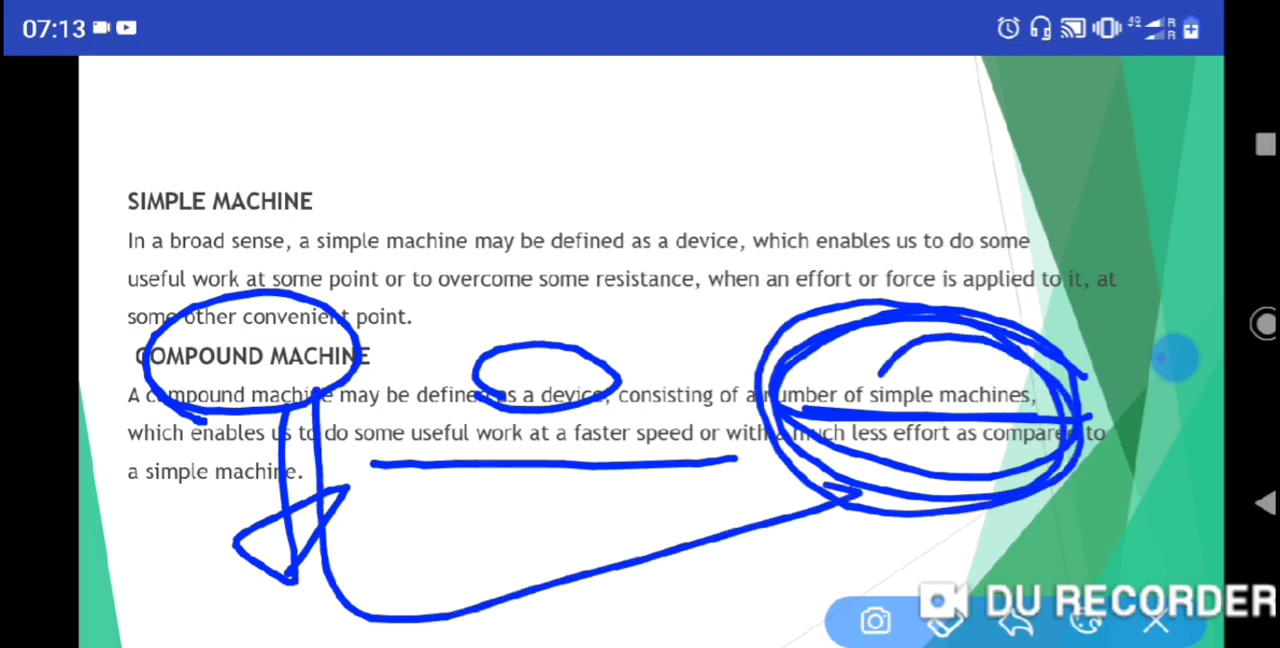 07:13
4G R
R
SIMPLE MACHINE
In a broad sense, a simple machine may be defined as a device, which enables us to do some
useful work at some point or to overcome some resistance, when an effort or force is applied to it, at
some other convenient point.
COMPOUND MACHINE
A compound machine may be defined as a device, consisting of a number of simple machines,
which enables us to do some useful work at a faster speed or with a much less effort as compared to
a simple machine.
DU RECORDER